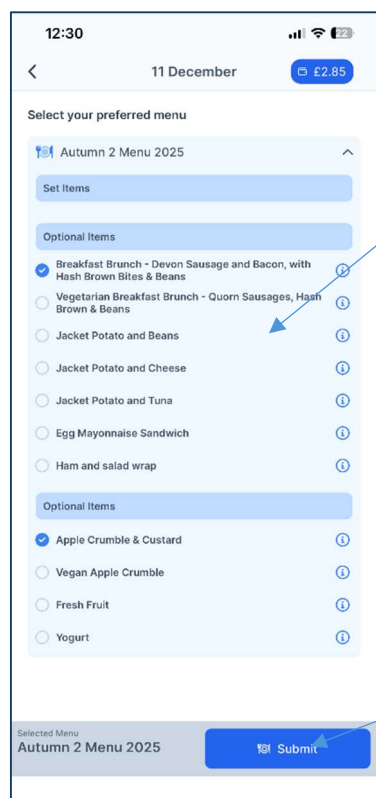 12:30
22
11 December
£2.85
Select your preferred menu
Autumn 2 Menu 2025
Set Items
Optional Items
Breakfast Brunch - Devon Sausage and Bacon, with
Hash Brown Bites & Beans
Vegetarian Breakfast Brunch - Quorn Sausages, Hash
Brown & Beans
Jacket Potato and Beans
Jacket Potato and Cheese
Jacket Potato and Tuna
Egg Mayonnaise Sandwich
Ham and salad wrap
Optional Items
Apple Crumble & Custard
Vegan Apple Crumble
Fresh Fruit
Yogurt
Selected Menu
Autumn 2 Menu 2025
Submit